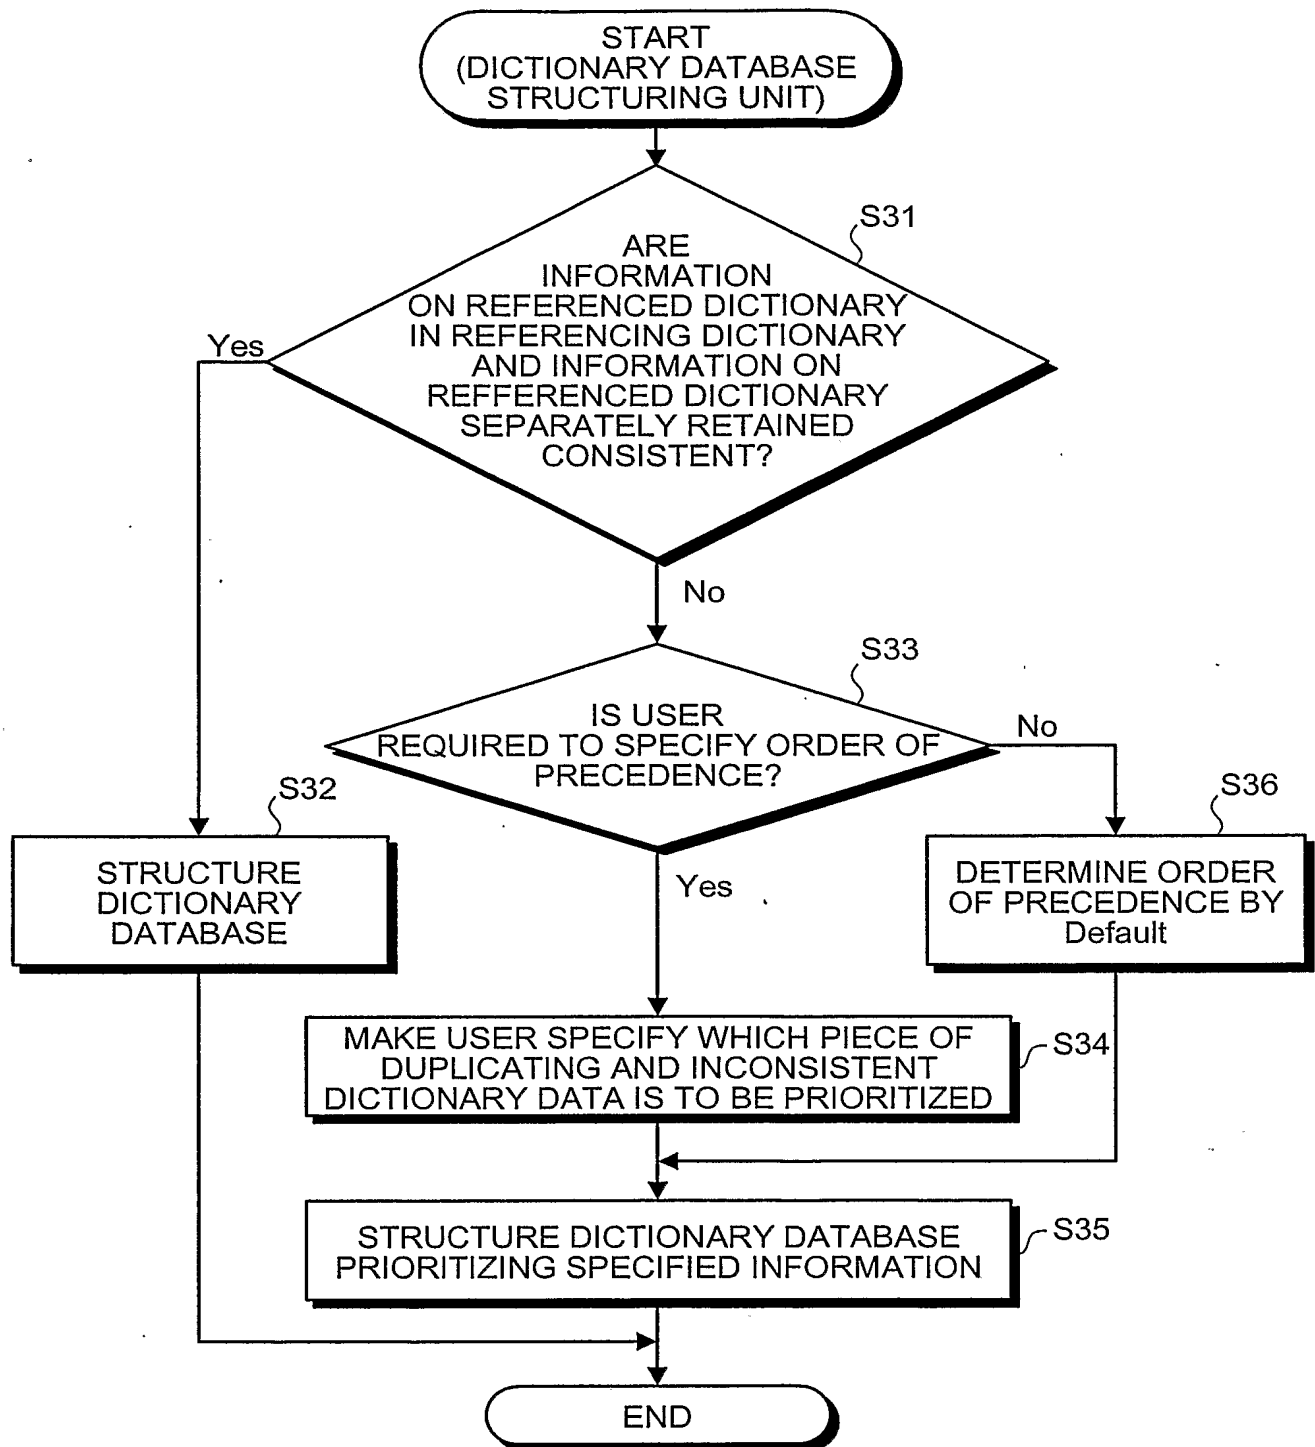 START
(DICTIONARY DATABASE
STRUCTURING UNIT)
S31
ARE
INFORMATION
ON REFERENCED DICTIONARY
IN REFERENCING DICTIONARY
AND INFORMATION ON
REFFERENCED DICTIONARY
SEPARATELY RETAINED
CONSISTENT?
Yes
No
S33
IS USER
REQUIRED TO SPECIFY ORDER OF
PRECEDENCE?
No
Yes
S32
STRUCTURE
DICTIONARY
DATABASE
S36
DETERMINE ORDER
OF PRECEDENCE BY
Default
MAKE USER SPECIFY WHICH PIECE OF
DUPLICATING AND INCONSISTENT
DICTIONARY DATA IS TO BE PRIORITIZED
S34
STRUCTURE DICTIONARY DATABASE
PRIORITIZING SPECIFIED INFORMATION
S35
END